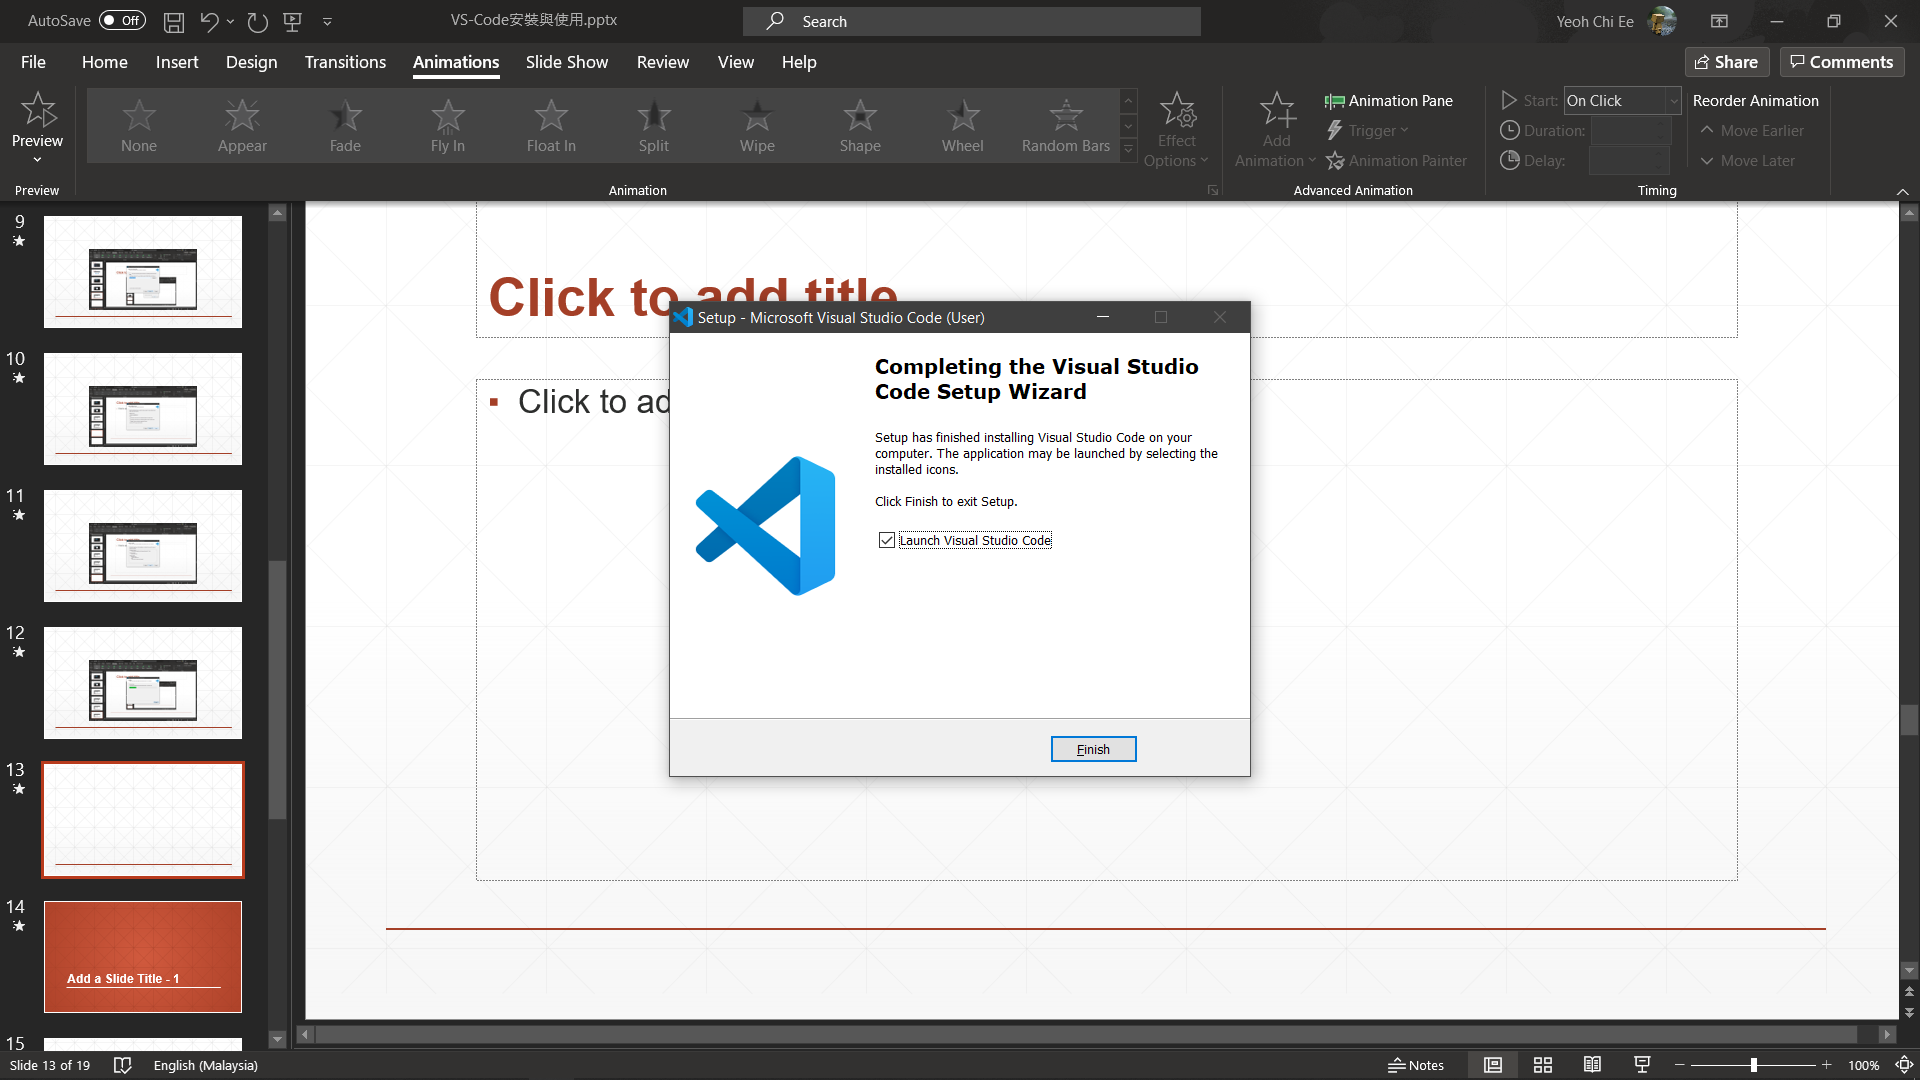 AutoSave Off VS-Code安裝與使用.pptx Search Yeoh Chi Ee
File Home Insert Design Transitions Animations Slide Show Review View Help Share Comments
Preview
None Appear Fade Fly In Float In Split Wipe Shape Wheel Random Bars
Effect
Options
Add
Animation
Animation Pane
Trigger
Animation Painter
Start: On Click
Duration:
Delay:
Reorder Animation
Move Earlier
Move Later
Preview Animation Advanced Animation Timing
9
10
11
12
13
14
Add a Slide Title - 1
15
Click to add title
Click to ad
Setup - Microsoft Visual Studio Code (User)
Completing the Visual Studio
Code Setup Wizard
Setup has finished installing Visual Studio Code on your
computer. The application may be launched by selecting the
installed icons.
Click Finish to exit Setup.
Launch Visual Studio Code
Finish
Slide 13 of 19 English (Malaysia) Notes 100%